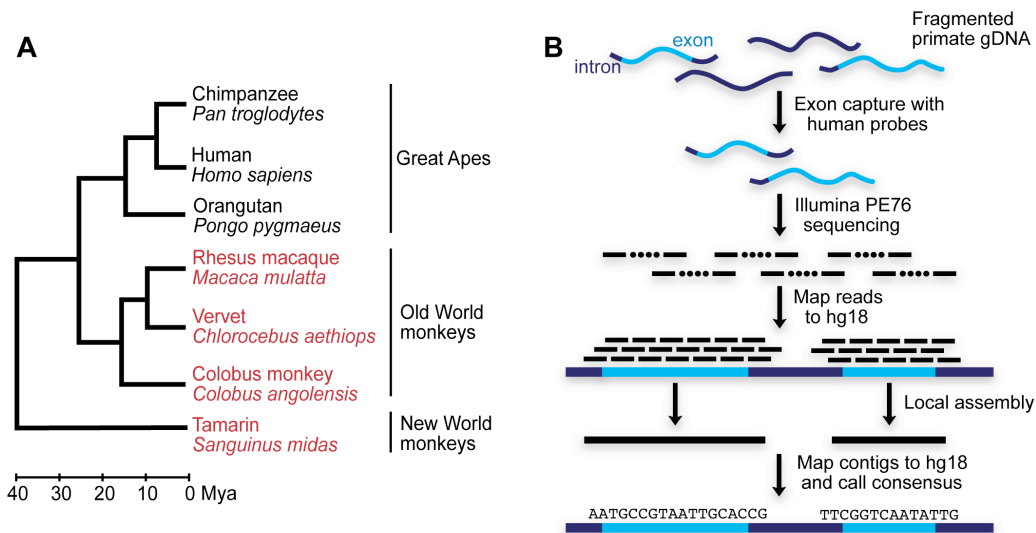 A
Chimpanzee
Pan troglodytes
Human
Homo sapiens
Orangutan
Pongo pygmaeus
Great Apes
Rhesus macaque
Macaca mulatta
Vervet
Chlorocebus aethiops
Colobus monkey
Colobus angolensis
Old World
monkeys
Tamarin
Sanguinus midas
New World
monkeys
40 30 20 10 0 Mya
B
Fragmented
primate gDNA
exon
intron
Exon capture with
human probes
Illumina PE76
sequencing
Map reads
to hg18
Local assembly
Map contigs to hg18
and call consensus
AATGCCGTAATTGCACCG TTCGGTCAATATTG